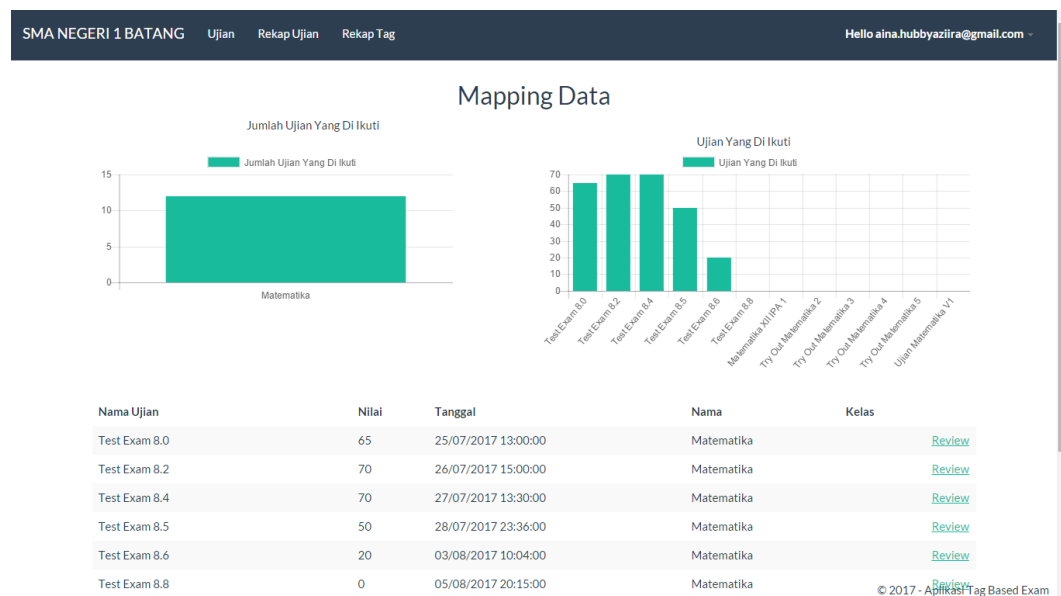 SMA NEGERI 1 BATANG Ujian Rekap Ujian Rekap Tag Hello aina.hubbyaziira@gmail.com
Mapping Data
Jumlah Ujian Yang Di Ikuti
Jumlah Ujian Yang Di Ikuti
15
10
5
0
Matematika
Ujian Yang Di Ikuti
Ujian Yang Di Ikuti
70
60
50
40
30
20
10
0
Test Exam 8.0
Test Exam 8.2
Test Exam 8.4
Test Exam 8.5
Test Exam 8.6
Test Exam 8.8
Matematika XII IPA 1
Try Out Matematika 2
Try Out Matematika 3
Try Out Matematika 4
Try Out Matematika 5
Ujian Matematika V1
Nama Ujian Nilai Tanggal Nama Kelas
Test Exam 8.0 65 25/07/2017 13:00:00 Matematika Review
Test Exam 8.2 70 26/07/2017 15:00:00 Matematika Review
Test Exam 8.4 70 27/07/2017 13:30:00 Matematika Review
Test Exam 8.5 50 28/07/2017 23:36:00 Matematika Review
Test Exam 8.6 20 03/08/2017 10:04:00 Matematika Review
Test Exam 8.8 0 05/08/2017 20:15:00 Matematika Review
© 2017 - Aplikasi Tag Based Exam